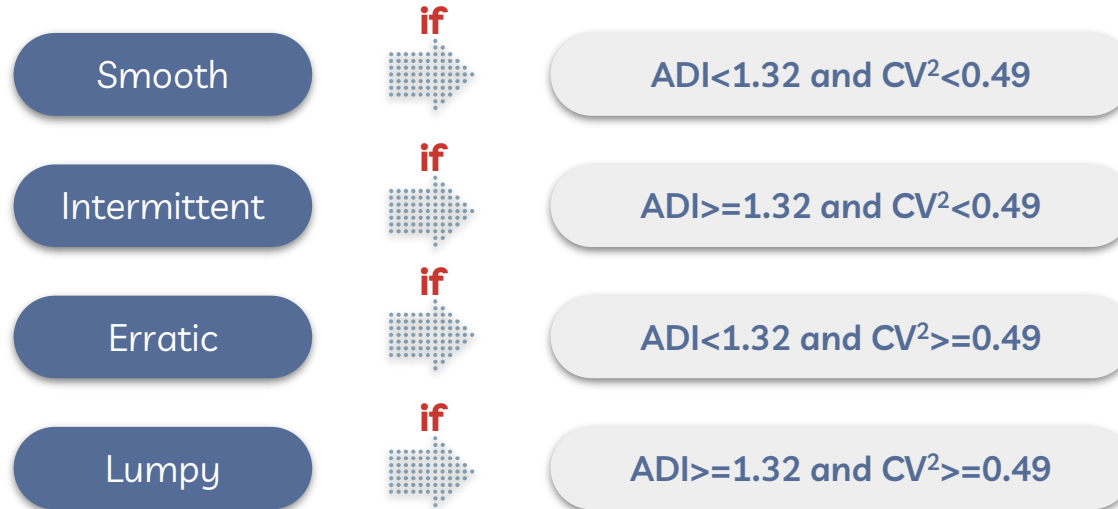 if
Smooth
ADI<1.32 and CV²<0.49
if
Intermittent
ADI>=1.32 and CV²<0.49
if
Erratic
ADI<1.32 and CV²>=0.49
if
Lumpy
ADI>=1.32 and CV²>=0.49